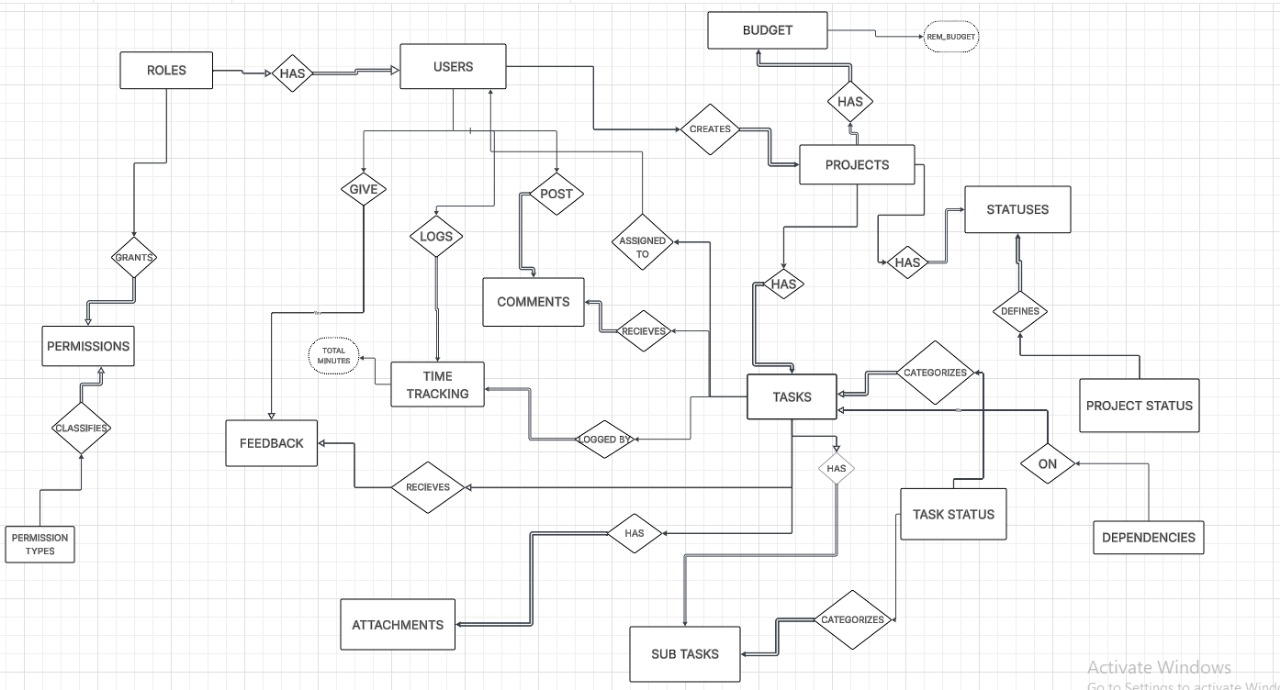 BUDGET
REM_BUDGET
ROLES
HAS
USERS
HAS
CREATES
PROJECTS
GIVE
POST
STATUSES
LOGS
ASSIGNED
TO
GRANTS
HAS
HAS
COMMENTS
RECIEVES
DEFINES
PERMISSIONS
TOTAL
MINUTES
TIME
TRACKING
CATEGORIZES
TASKS
PROJECT STATUS
CLASSIFIES
FEEDBACK
LOGGED BY
HAS
ON
RECIEVES
TASK STATUS
PERMISSION
TYPES
HAS
DEPENDENCIES
ATTACHMENTS
CATEGORIZES
SUB TASKS
Activate Windows
Go to Settings to activate Wind